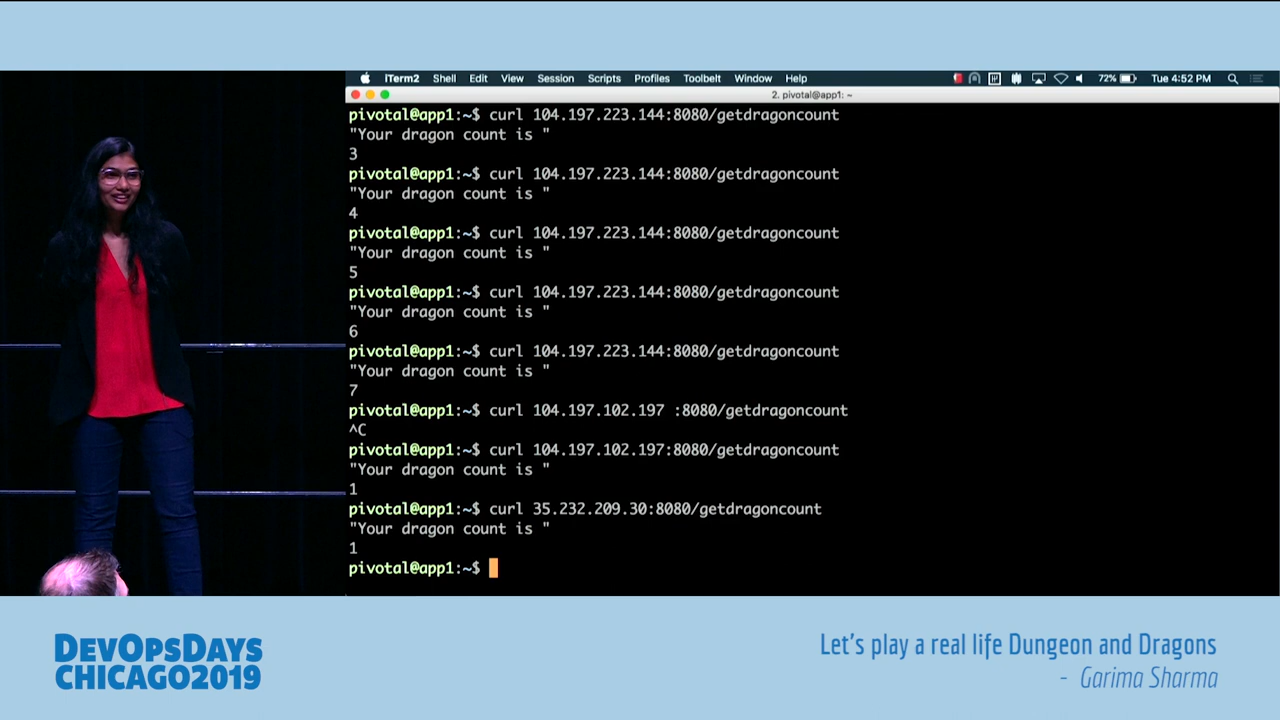 iTerm2 Shell Edit View Session Scripts Profiles Toolbelt Window Help 72% Tue 4:52 PM
2. pivotal@app1: ~
pivotal@app1:~$ curl 104.197.223.144:8080/getdragoncount
"Your dragon count is "
3
pivotal@app1:~$ curl 104.197.223.144:8080/getdragoncount
"Your dragon count is "
4
pivotal@app1:~$ curl 104.197.223.144:8080/getdragoncount
"Your dragon count is "
5
pivotal@app1:~$ curl 104.197.223.144:8080/getdragoncount
"Your dragon count is "
6
pivotal@app1:~$ curl 104.197.223.144:8080/getdragoncount
"Your dragon count is "
7
pivotal@app1:~$ curl 104.197.102.197 :8080/getdragoncount
^C
pivotal@app1:~$ curl 104.197.102.197:8080/getdragoncount
"Your dragon count is "
1
pivotal@app1:~$ curl 35.232.209.30:8080/getdragoncount
"Your dragon count is "
1
pivotal@app1:~$
DEVOPSDAYS
CHICAGO2019
Let's play a real life Dungeon and Dragons
- Garima Sharma